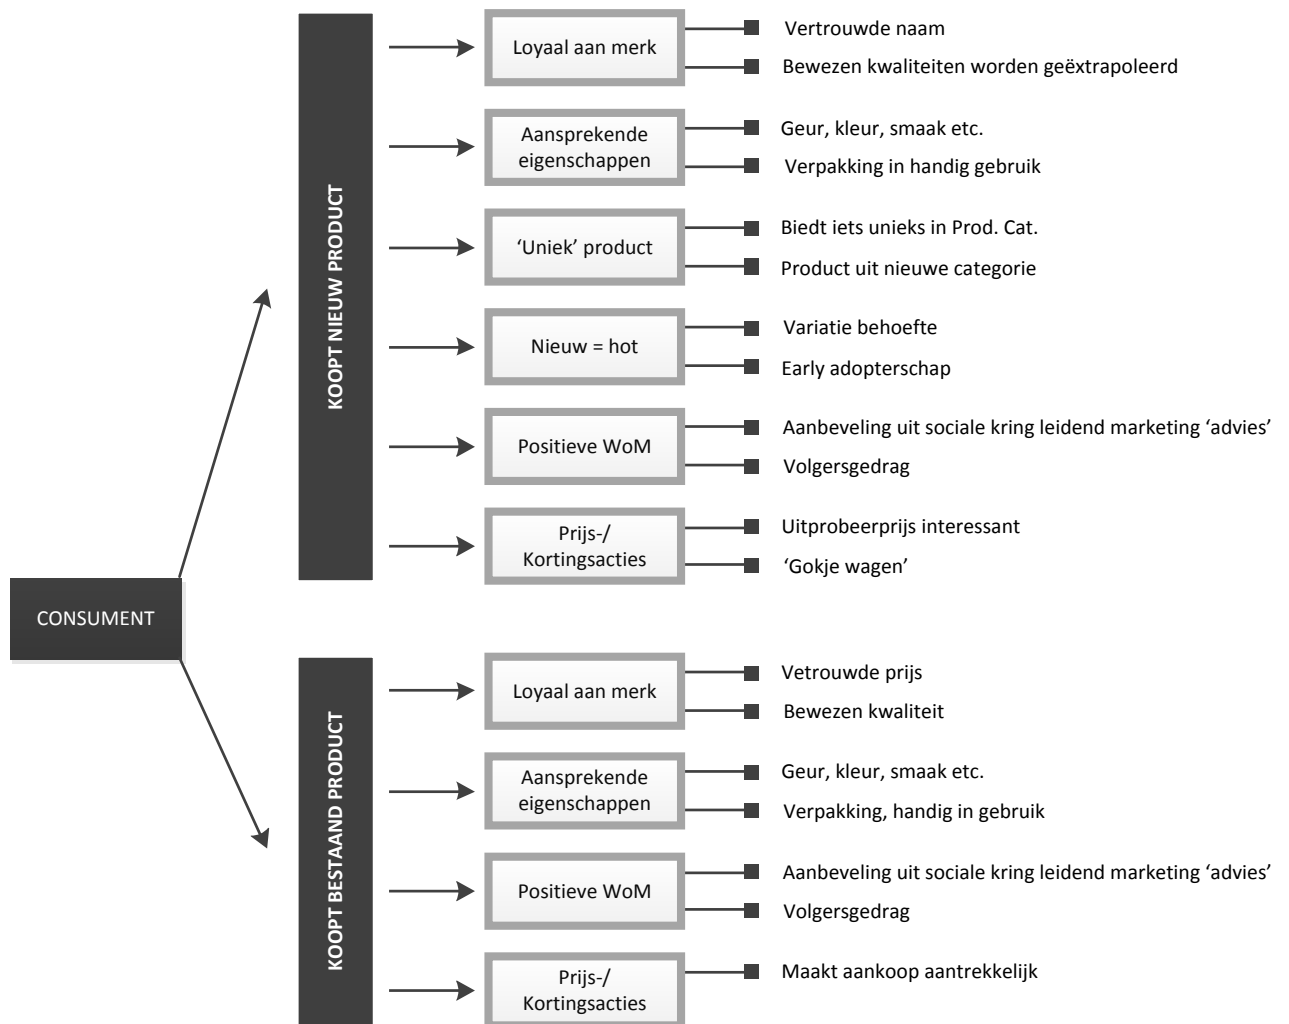 CONSUMENT
KOOPT NIEUW PRODUCT
Loyaal aan merk
Vertrouwde naam
Bewezen kwaliteiten worden geëxtrapoleerd
Aansprekende
eigenschappen
Geur, kleur, smaak etc.
Verpakking in handig gebruik
‘Uniek’ product
Biedt iets unieks in Prod. Cat.
Product uit nieuwe categorie
Nieuw = hot
Variatie behoefte
Early adopterschap
Positieve WoM
Aanbeveling uit sociale kring leidend marketing ‘advies’
Volgersgedrag
Prijs-/
Kortingsacties
Uitprobeerprijs interessant
‘Gokje wagen’
KOOPT BESTAAND PRODUCT
Loyaal aan merk
Vetrouwde prijs
Bewezen kwaliteit
Aansprekende
eigenschappen
Geur, kleur, smaak etc.
Verpakking, handig in gebruik
Positieve WoM
Aanbeveling uit sociale kring leidend marketing ‘advies’
Volgersgedrag
Prijs-/
Kortingsacties
Maakt aankoop aantrekkelijk